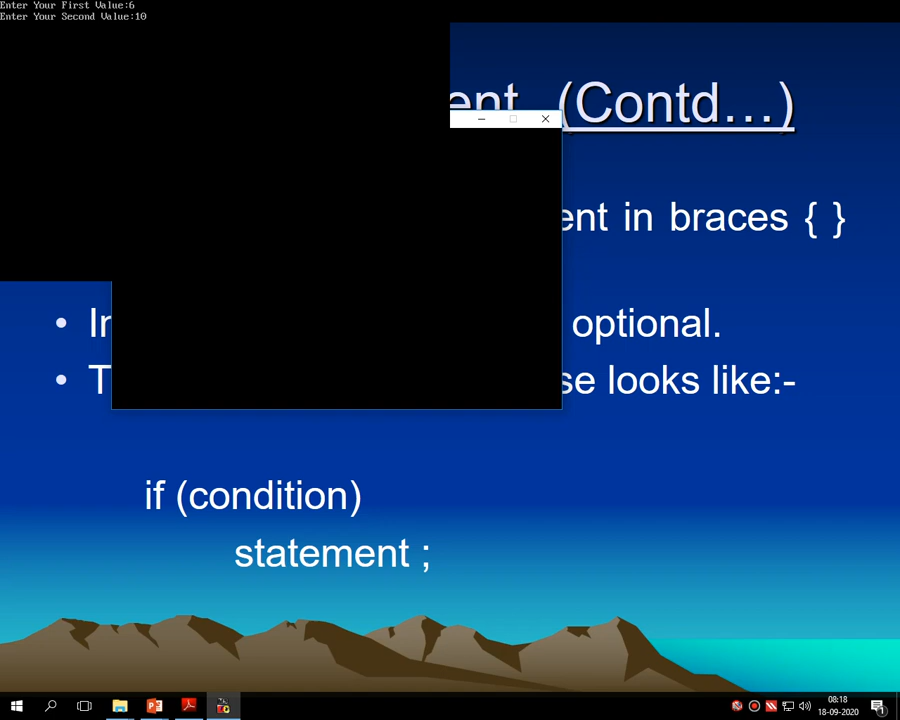 Enter Your First Value:6
Enter Your Second Value:10
ent (Contd...)
ent in braces { }
• In optional.
• T se looks like:-
if (condition)
statement ;
08:18
18-09-2020